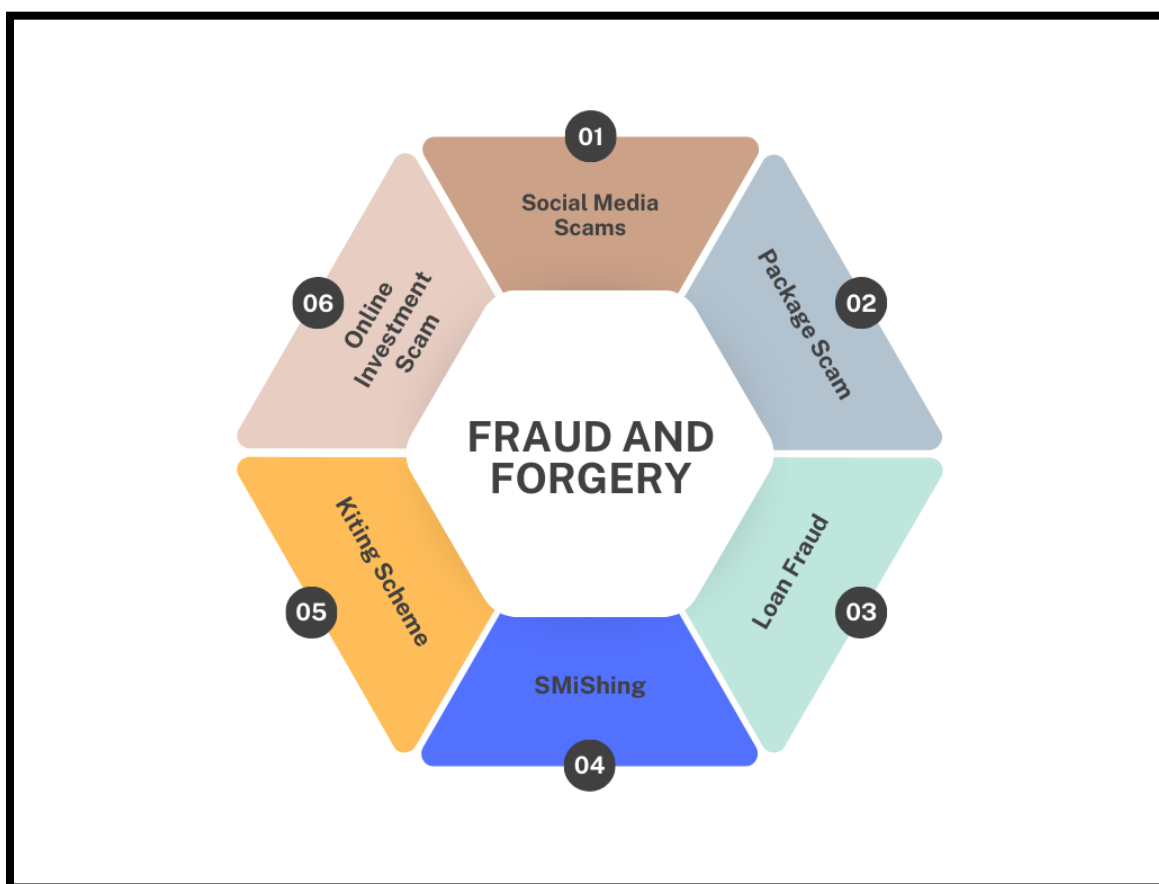 01
Social Media
Scams
02
Package Scam
03
Loan Fraud
04
SMiShing
05
Kiting Scheme
06
Online
Investment
Scam
FRAUD AND
FORGERY